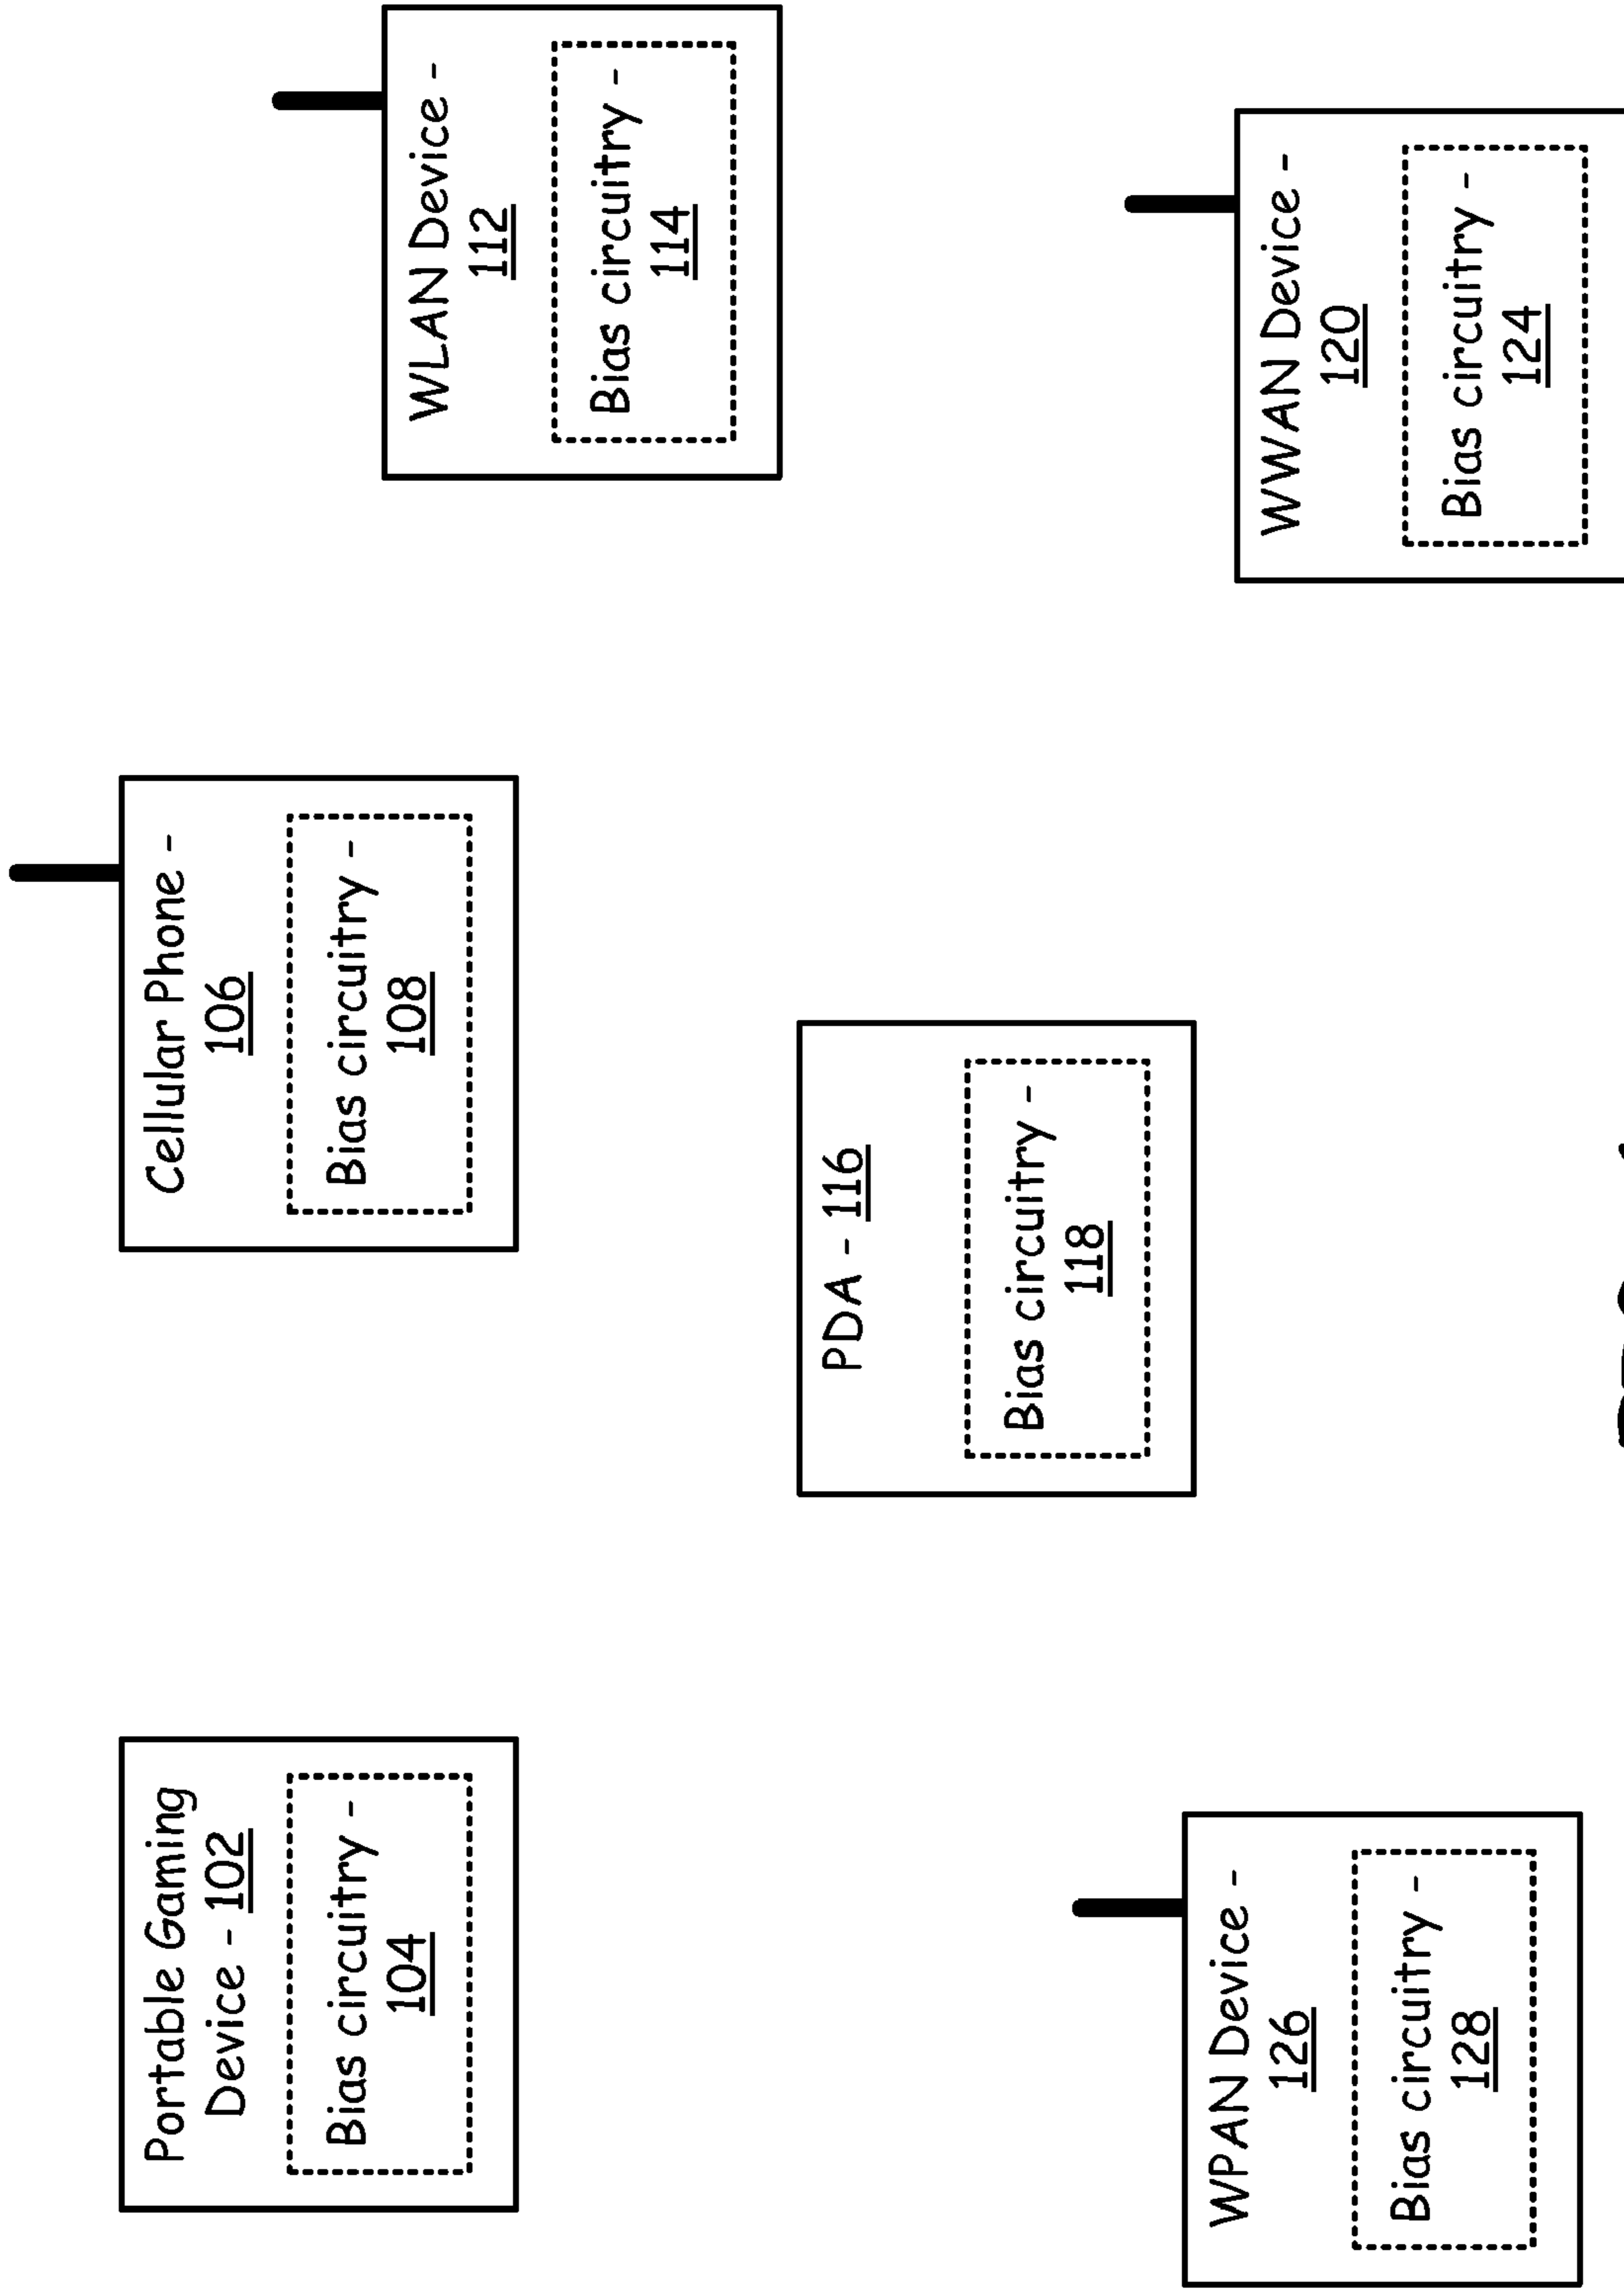 Portable Gaming
Device - 102
Bias circuitry -
104
Cellular Phone -
106
Bias circuitry -
108
WLAN Device -
112
Bias circuitry -
114
PDA - 116
Bias circuitry -
118
WPAN Device -
126
Bias circuitry -
128
WWAN Device -
120
Bias circuitry -
124